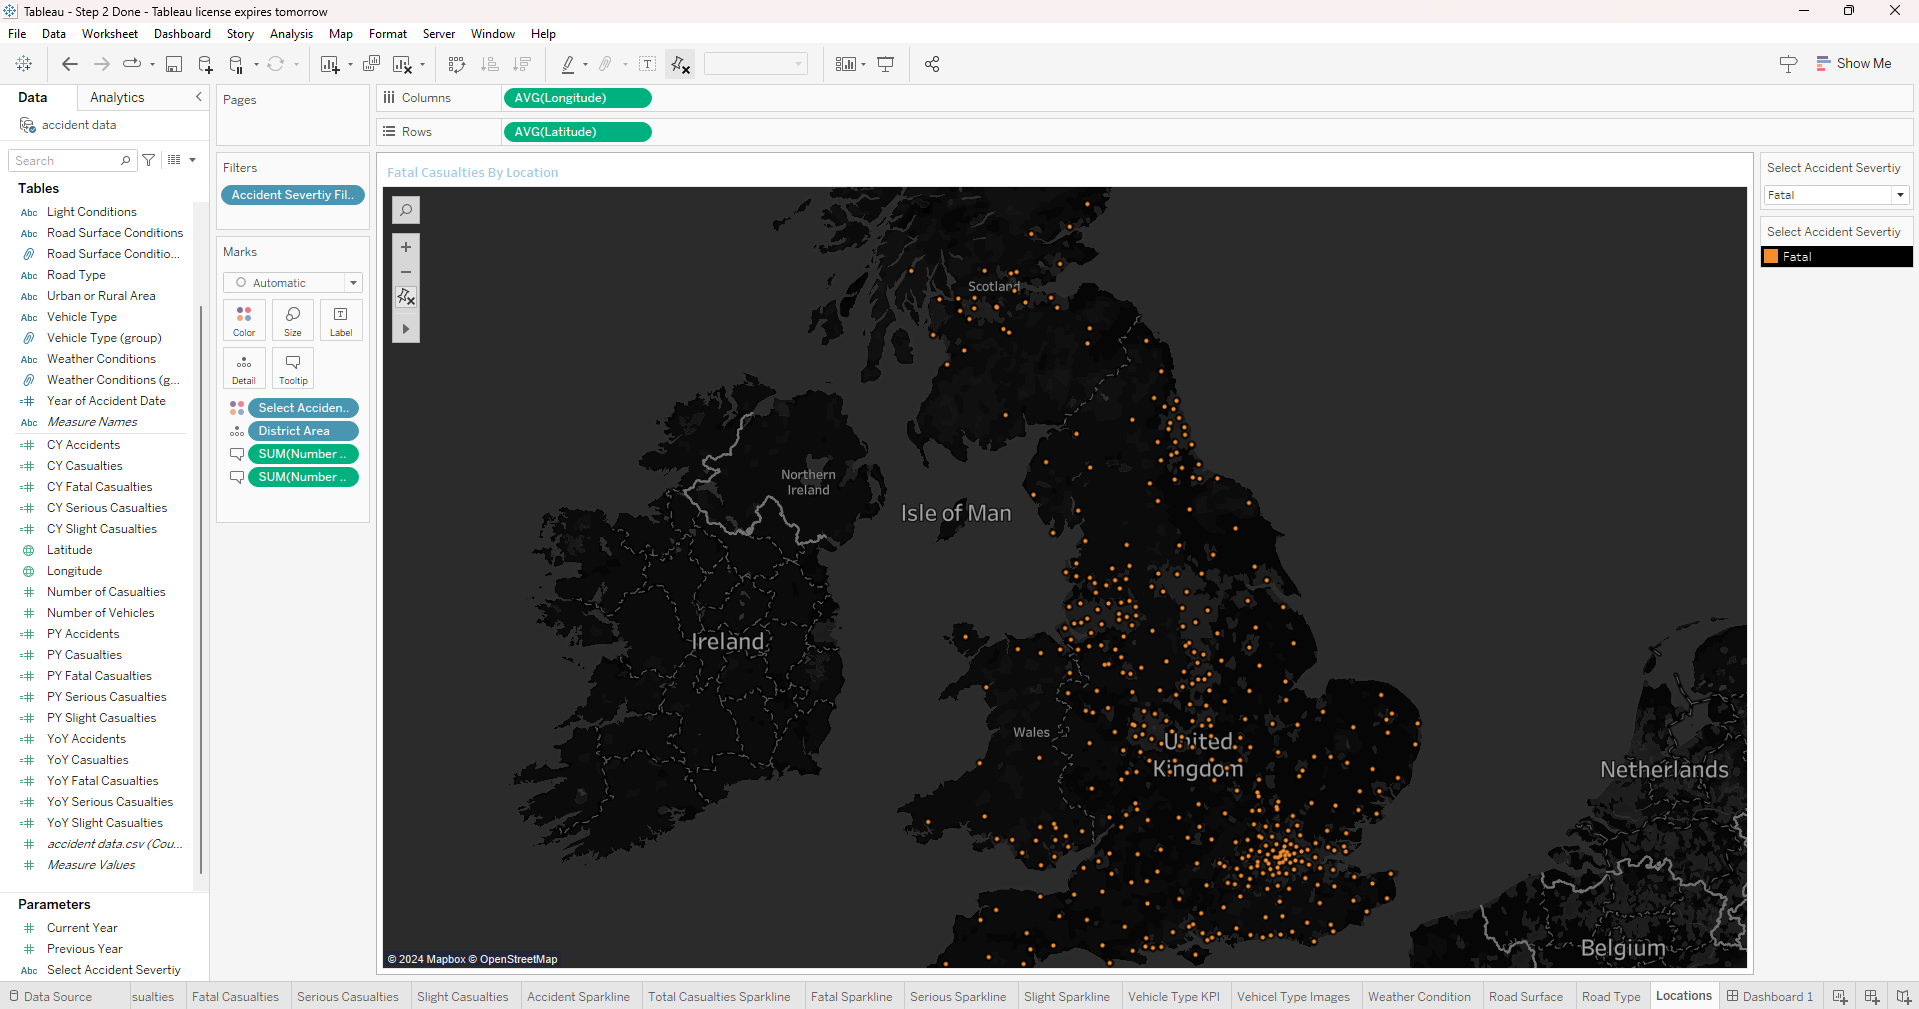 Tableau - Step 2 Done - Tableau license expires tomorrow
File Data Worksheet Dashboard Story Analysis Map Format Server Window Help
Show Me
Data
Analytics
accident data
Search
Tables
Abc Light Conditions
Abc Road Surface Conditions
Road Surface Conditio...
Abc Road Type
Abc Urban or Rural Area
Abc Vehicle Type
Vehicle Type (group)
Abc Weather Conditions
Weather Conditions (g...
Year of Accident Date
Abc Measure Names
CY Accidents
CY Casualties
CY Fatal Casualties
CY Serious Casualties
CY Slight Casualties
Latitude
Longitude
Number of Casualties
Number of Vehicles
PY Accidents
PY Casualties
PY Fatal Casualties
PY Serious Casualties
PY Slight Casualties
YoY Accidents
YoY Casualties
YoY Fatal Casualties
YoY Serious Casualties
YoY Slight Casualties
accident data.csv (Cou...
Measure Values
Parameters
Current Year
Previous Year
Abc Select Accident Severtiy
Pages
Filters
Accident Severtiy Fil..
Marks
Automatic
Color Size Label
Detail Tooltip
Select Acciden..
District Area
SUM(Number ..
SUM(Number ..
Columns AVG(Longitude)
Rows AVG(Latitude)
Fatal Casualties By Location
Scotland
Northern
Ireland
Isle of Man
Ireland
Wales
United
Kingdom
Netherlands
Belgium
© 2024 Mapbox © OpenStreetMap
Select Accident Severtiy
Fatal
Select Accident Severtiy
Fatal
Data Source sualties Fatal Casualties Serious Casualties Slight Casualties Accident Sparkline Total Casualties Sparkline Fatal Sparkline Serious Sparkline Slight Sparkline Vehicle Type KPI Vehicel Type Images Weather Condition Road Surface Road Type Locations Dashboard 1